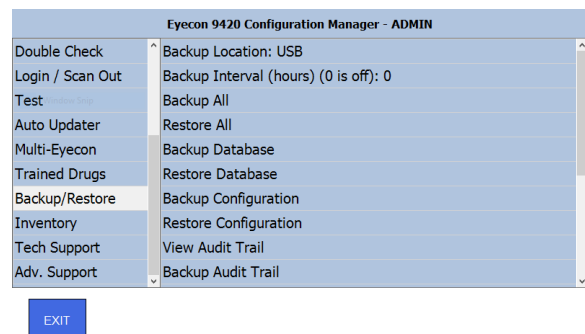 Eyecon 9420 Configuration Manager - ADMIN
Double Check
Login / Scan Out
Test
Auto Updater
Multi-Eyecon
Trained Drugs
Backup/Restore
Inventory
Tech Support
Adv. Support
Backup Location: USB
Backup Interval (hours) (0 is off): 0
Backup All
Restore All
Backup Database
Restore Database
Backup Configuration
Restore Configuration
View Audit Trail
Backup Audit Trail
EXIT